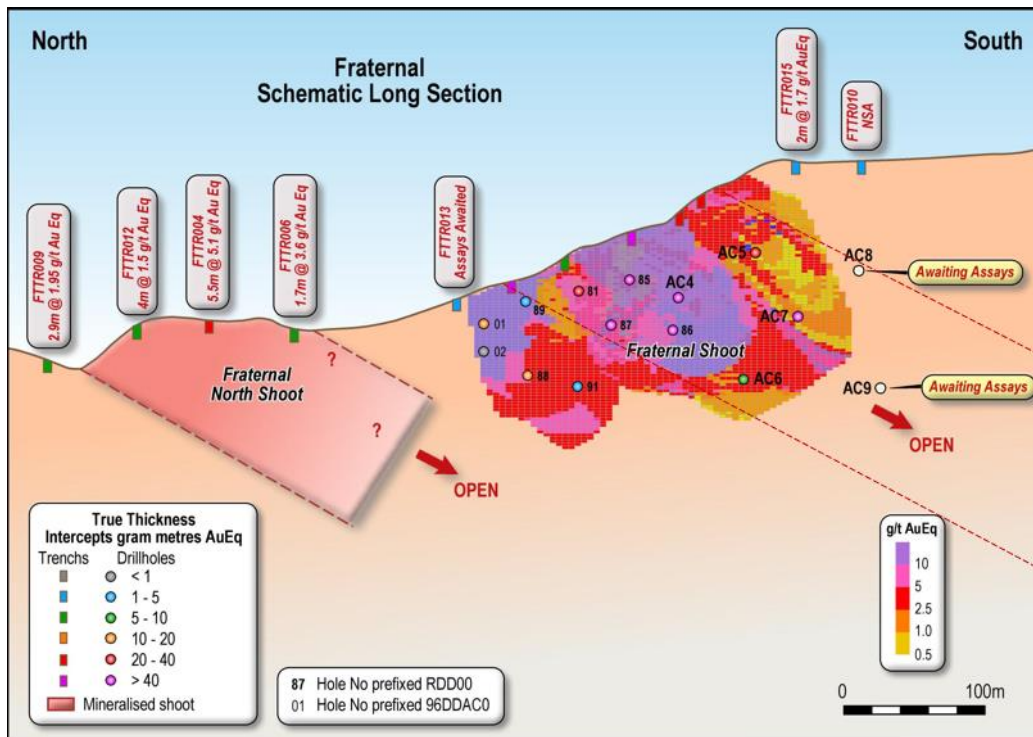 North
South
Fraternal
Schematic Long Section
FTTR009
2.9m @ 1.95 g/t Au Eq
FTTR012
4m @ 1.5 g/t Au Eq
FTTR004
5.5m @ 5.1 g/t Au Eq
FTTR006
1.7m @ 3.6 g/t Au Eq
FTTR013
Assays Awaited
FTTR015
2m @ 1.7 g/t AuEq
FTTR010
NSA
AC5
AC8
Awaiting Assays
85
AC4
81
89
AC7
01
87
86
02
Fraternal Shoot
88
91
AC6
AC9
Awaiting Assays
OPEN
?
Fraternal
North Shoot
?
OPEN
True Thickness
Intercepts gram metres AuEq
Trenchs Drillholes
< 1
1 - 5
5 - 10
10 - 20
20 - 40
> 40
Mineralised shoot
87 Hole No prefixed RDD00
01 Hole No prefixed 96DDAC0
g/t AuEq
10
5
2.5
1.0
0.5
0 100m